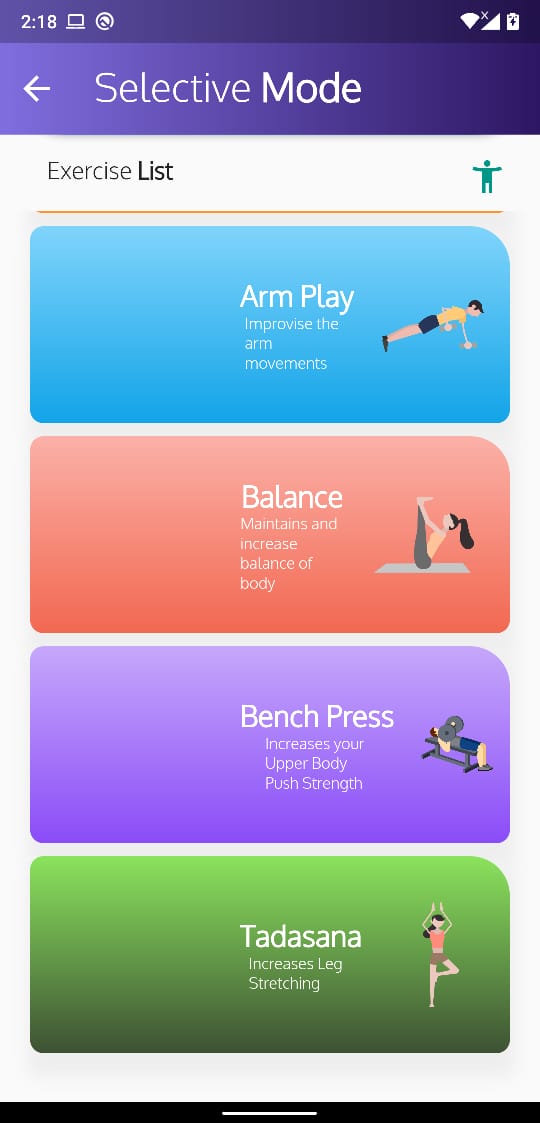 2:18
Selective Mode
Exercise List
Arm Play
Improvise the
arm
movements
Balance
Maintains and
increase
balance of
body
Bench Press
Increases your
Upper Body
Push Strength
Tadasana
Increases Leg
Stretching